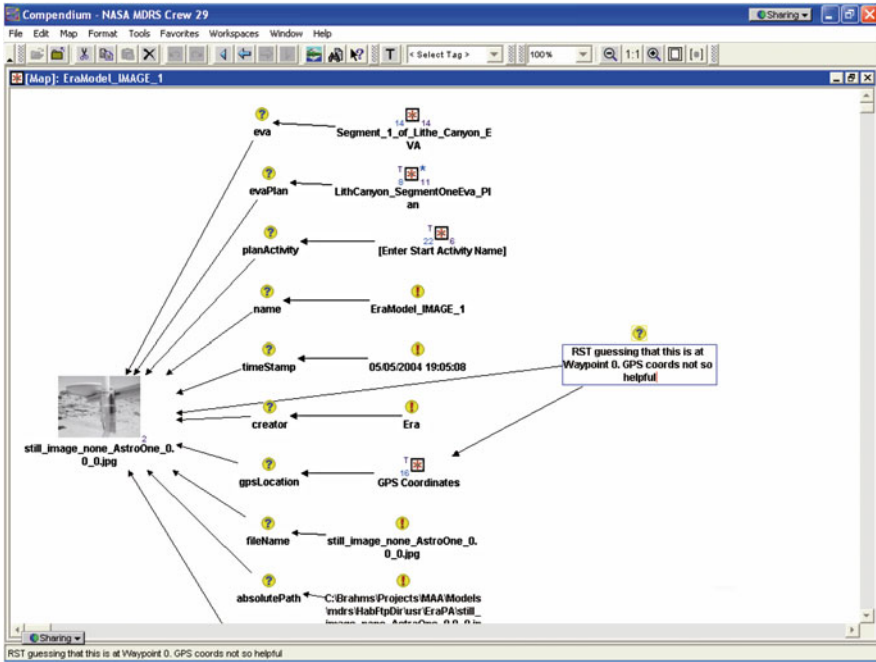 Compendium - NASA MDRS Crew 29
Sharing
File Edit Map Format Tools Favorites Workspaces Window Help
T < Select Tag > 100% 1:1
[Map]: EraModel_IMAGE_1
eva
14 14
Segment_1_of_Lithe_Canyon_E
VA
evaPlan
T *
11
LithCanyon_SegmentOneEva_Pl
an
planActivity
T
22 6
[Enter Start Activity Name]
name
EraModel_IMAGE_1
RST guessing that this is at
Waypoint 0. GPS coords not so
helpful
timeStamp
05/05/2004 19:05:08
2
still_image_none_AstroOne_0.
0_0.jpg
creator
Era
gpsLocation
T
16
GPS Coordinates
fileName
still_image_none_AstroOne_0.
0_0.jpg
absolutePath
C:\Brahms\Projects\MAA\Models
\mdrs\HabFtpDir\usr\EraPA\still_
Sharing
RST guessing that this is at Waypoint 0. GPS coords not so helpful